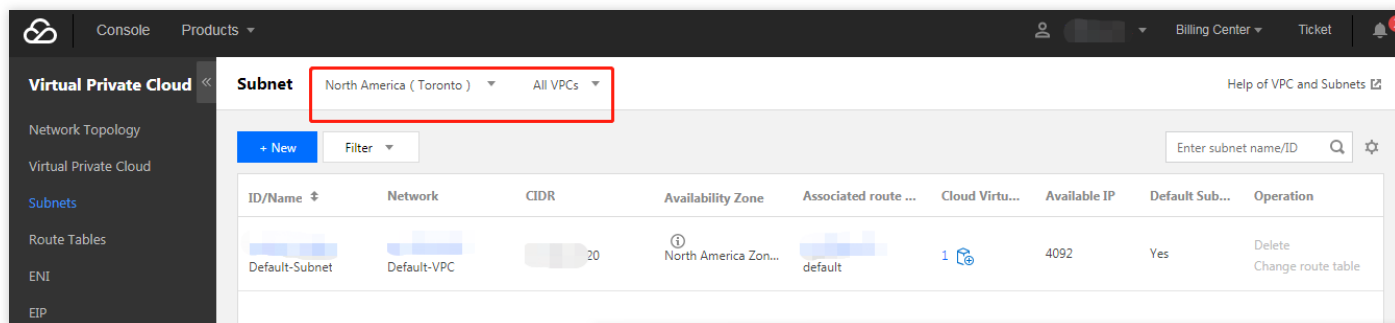 Console Products Billing Center Ticket
Virtual Private Cloud «
Subnet North America ( Toronto ) All VPCs Help of VPC and Subnets
Network Topology
Virtual Private Cloud
Subnets
Route Tables
ENI
EIP
+ New Filter Enter subnet name/ID
ID/Name Network CIDR Availability Zone Associated route ... Cloud Virtu... Available IP Default Sub... Operation
20 North America Zon... 1 4092 Yes Delete
Default-Subnet Default-VPC default Change route table